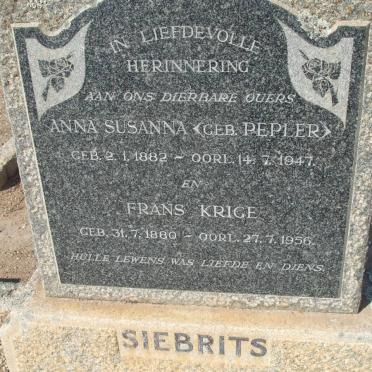 IN LIEFDEVOLLE
HERINNERING
AAN ONS DIERBARE OUERS
ANNA SUSANNA (GEB. PEPLER)
GEB. 2.1.1882 – OORL. 14.7.1947.
EN
FRANS KRIGE
GEB. 31.7.1880 – OORL. 27.7.1956.
HULLE LEWENS WAS LIEFDE EN DIENS.
SIEBRITS